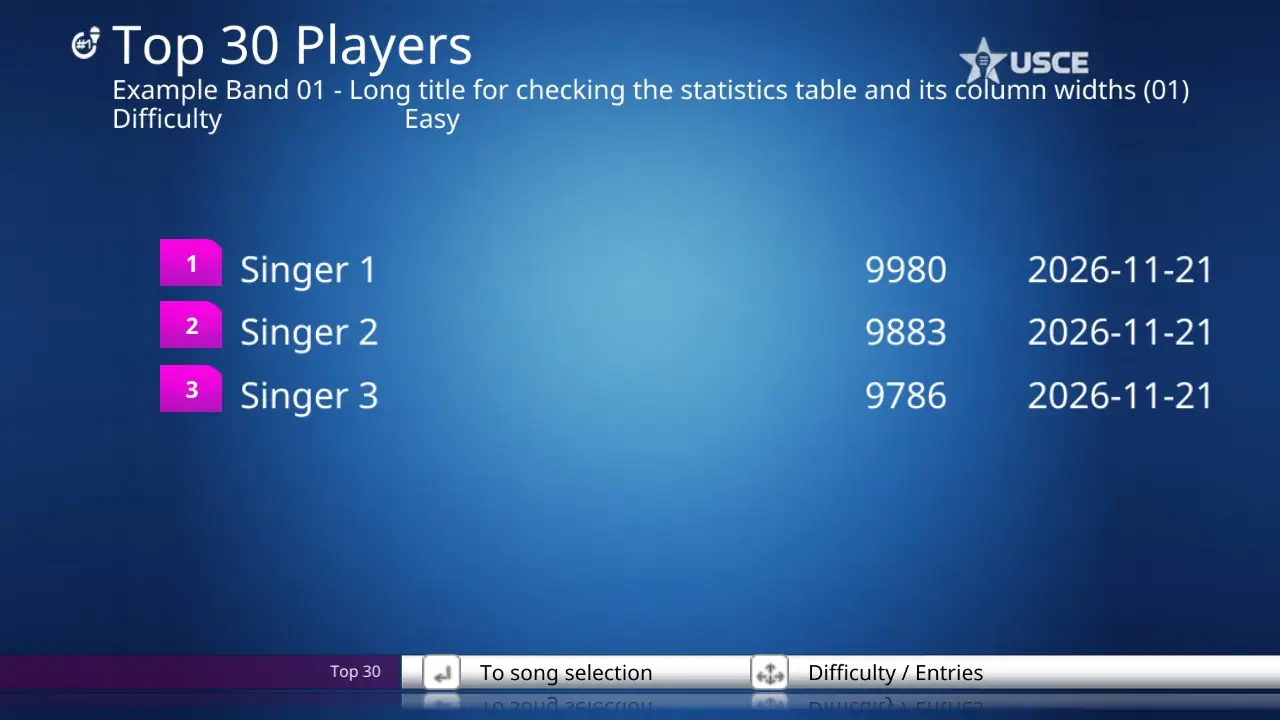 #1 Top 30 Players
USCE
Example Band 01 - Long title for checking the statistics table and its column widths (01)
Difficulty Easy
1 Singer 1 9980 2026-11-21
2 Singer 2 9883 2026-11-21
3 Singer 3 9786 2026-11-21
Top 30 To song selection Difficulty / Entries